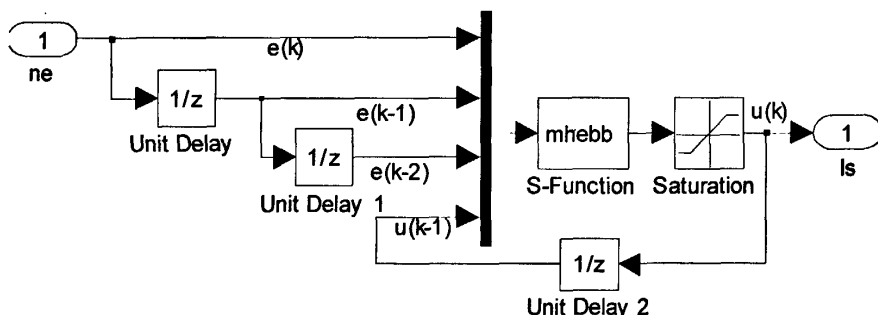 1
ne
e(k)
1/z
Unit Delay
e(k-1)
1/z
Unit Delay 1
e(k-2)
u(k-1)
mhebb
S-Function
Saturation
u(k)
1
Is
1/z
Unit Delay 2